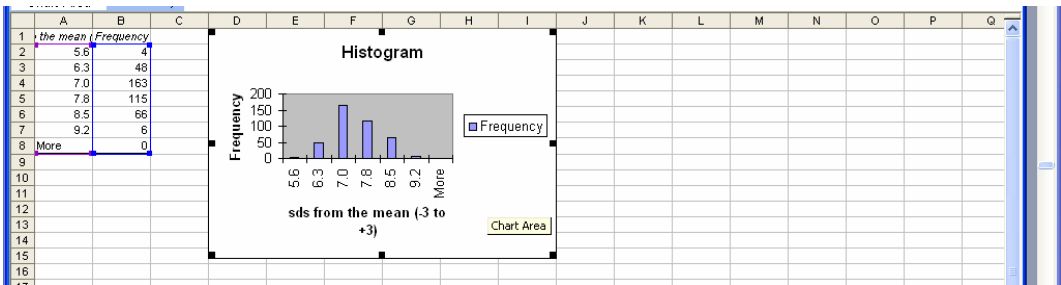 A B C D E F G H I J K L M N O P Q
1 the mean ( Frequency
2 5.6 4
3 6.3 48
4 7.0 163
5 7.8 115
6 8.5 66
7 9.2 6
8 More 0
9
10
11
12
13
14
15
16
Histogram
Frequency
200
150
100
50
0
5.6 6.3 7.0 7.8 8.5 9.2 More
sds from the mean (-3 to
+3)
Frequency
Chart Area